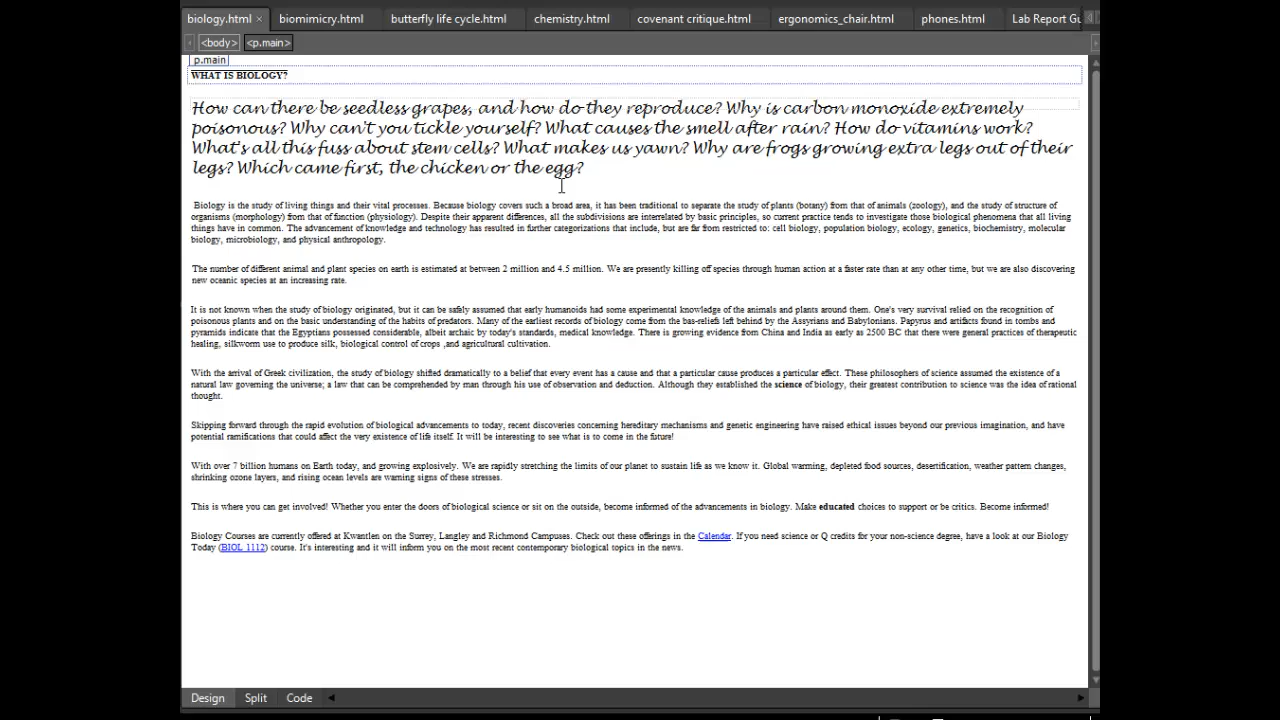 biology.html × biomimicry.html butterfly life cycle.html chemistry.html covenant critique.html ergonomics_chair.html phones.html Lab Report Gu
<body> <p.main>
p.main
WHAT IS BIOLOGY?
How can there be seedless grapes, and how do they reproduce? Why is carbon monoxide extremely
poisonous? Why can't you tickle yourself? What causes the smell after rain? How do vitamins work?
What's all this fuss about stem cells? What makes us yawn? Why are frogs growing extra legs out of their
legs? Which came first, the chicken or the egg?
Biology is the study of living things and their vital processes. Because biology covers such a broad area, it has been traditional to separate the study of plants (botany) from that of animals (zoology), and the study of structure of
organisms (morphology) from that of function (physiology). Despite their apparent differences, all the subdivisions are interrelated by basic principles, so current practice tends to investigate those biological phenomena that all living
things have in common. The advancement of knowledge and technology has resulted in further categorizations that include, but are far from restricted to: cell biology, population biology, ecology, genetics, biochemistry, molecular
biology, microbiology, and physical anthropology.
The number of different animal and plant species on earth is estimated at between 2 million and 4.5 million. We are presently killing off species through human action at a faster rate than at any other time, but we are also discovering
new oceanic species at an increasing rate.
It is not known when the study of biology originated, but it can be safely assumed that early humanoids had some experimental knowledge of the animals and plants around them. One's very survival relied on the recognition of
poisonous plants and on the basic understanding of the habits of predators. Many of the earliest records of biology come from the bas-reliefs left behind by the Assyrians and Babylonians. Papyrus and artifacts found in tombs and
pyramids indicate that the Egyptians possessed considerable, albeit archaic by today's standards, medical knowledge. There is growing evidence from China and India as early as 2500 BC that there were general practices of therapeutic
healing, silkworm use to produce silk, biological control of crops ,and agricultural cultivation.
With the arrival of Greek civilization, the study of biology shifted dramatically to a belief that every event has a cause and that a particular cause produces a particular effect. These philosophers of science assumed the existence of a
natural law governing the universe; a law that can be comprehended by man through his use of observation and deduction. Although they established the science of biology, their greatest contribution to science was the idea of rational
thought.
Skipping forward through the rapid evolution of biological advancements to today, recent discoveries concerning hereditary mechanisms and genetic engineering have raised ethical issues beyond our previous imagination, and have
potential ramifications that could affect the very existence of life itself. It will be interesting to see what is to come in the future!
With over 7 billion humans on Earth today, and growing explosively. We are rapidly stretching the limits of our planet to sustain life as we know it. Global warming, depleted food sources, desertification, weather pattern changes,
shrinking ozone layers, and rising ocean levels are warning signs of these stresses.
This is where you can get involved! Whether you enter the doors of biological science or sit on the outside, become informed of the advancements in biology. Make educated choices to support or be critics. Become informed!
Biology Courses are currently offered at Kwantlen on the Surrey, Langley and Richmond Campuses. Check out these offerings in the Calendar. If you need science or Q credits for your non-science degree, have a look at our Biology
Today (BIOL 1112) course. It's interesting and it will inform you on the most recent contemporary biological topics in the news.
Design Split Code